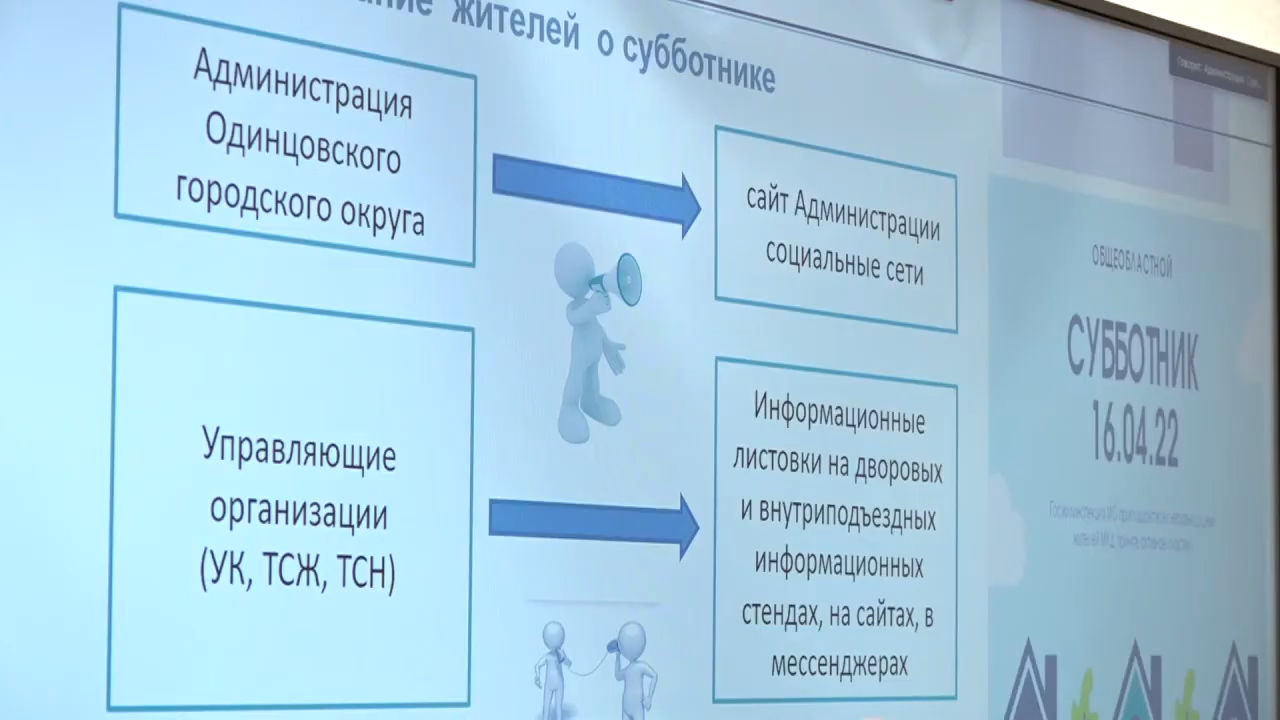 жителей о субботнике
Администрация
Одинцовского
городского округа
сайт Администрации
социальные сети
Управляющие
организации
(УК, ТСЖ, ТСН)
Информационные
листовки на дворовых
и внутриподъездных
информационных
стендах, на сайтах, в
мессенджерах
ОБЩЕОБЛАСТНОЙ
СУББОТНИК
16.04.22